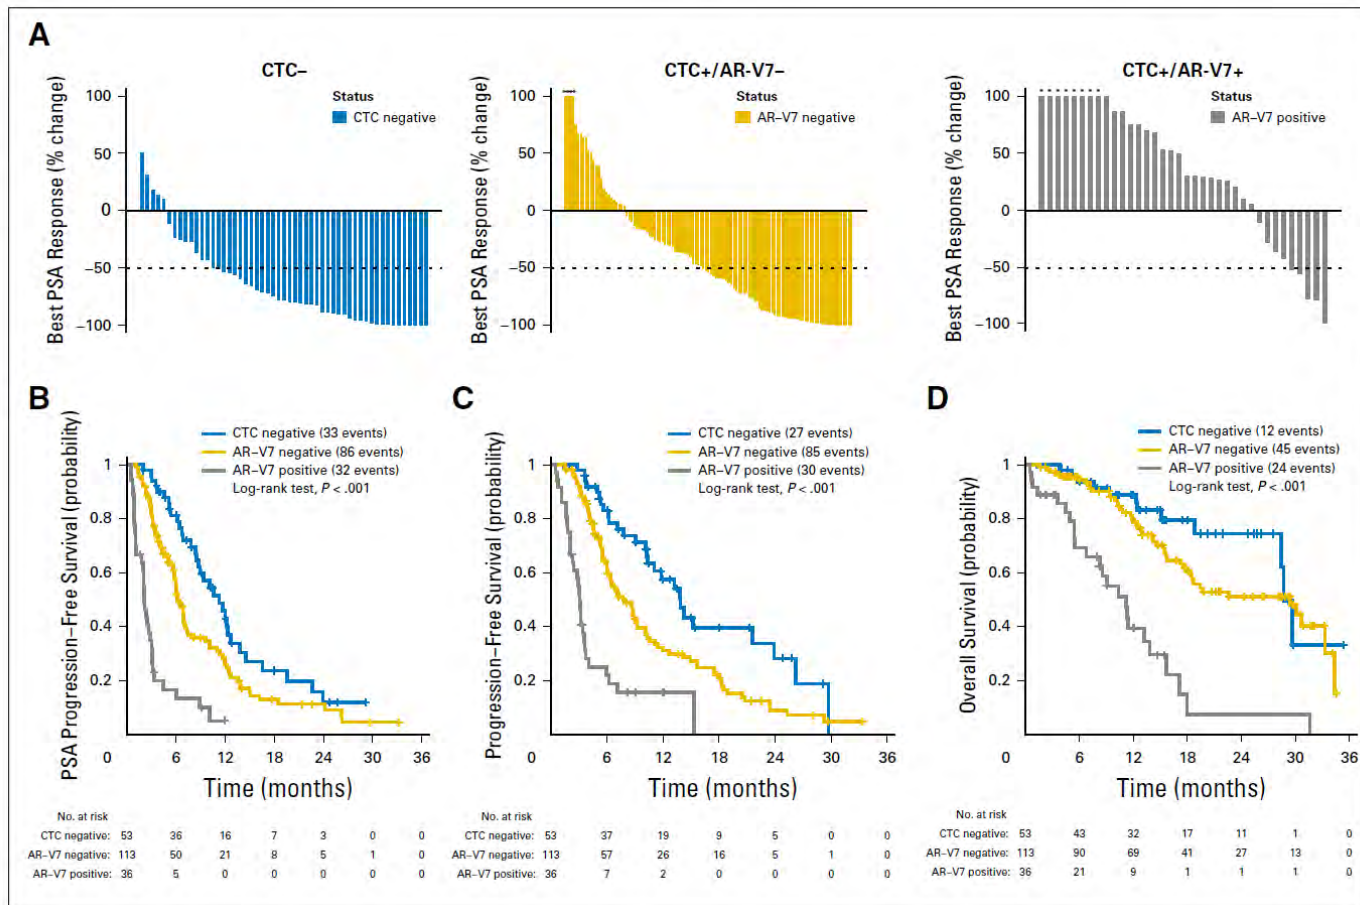 A
CTC–
Best PSA Response (% change)
100
50
0
–50
–100
Status
CTC negative
CTC+/AR-V7–
Best PSA Response (% change)
100
50
0
–50
–100
Status
AR–V7 negative
CTC+/AR-V7+
Best PSA Response (% change)
100
50
0
–50
–100
Status
AR–V7 positive
B
PSA Progression–Free Survival (probability)
CTC negative (33 events)
AR–V7 negative (86 events)
AR–V7 positive (32 events)
Log-rank test, P < .001
1
0.8
0.6
0.4
0.2
0 6 12 18 24 30 36
Time (months)
No. at risk
CTC negative: 53 36 16 7 3 0 0
AR–V7 negative: 113 50 21 8 5 1 0
AR–V7 positive: 36 5 0 0 0 0 0
C
Progression–Free Survival (probability)
CTC negative (27 events)
AR–V7 negative (85 events)
AR–V7 positive (30 events)
Log-rank test, P < .001
1
0.8
0.6
0.4
0.2
0 6 12 18 24 30 36
Time (months)
No. at risk
CTC negative: 53 37 19 9 5 0 0
AR–V7 negative: 113 57 26 16 5 1 0
AR–V7 positive: 36 7 2 0 0 0 0
D
Overall Survival (probability)
CTC negative (12 events)
AR–V7 negative (45 events)
AR–V7 positive (24 events)
Log-rank test, P < .001
1
0.8
0.6
0.4
0.2
0 6 12 18 24 30 36
Time (months)
No. at risk
CTC negative: 53 43 32 17 11 1 0
AR–V7 negative: 113 90 69 41 27 13 0
AR–V7 positive: 36 21 9 1 1 1 0